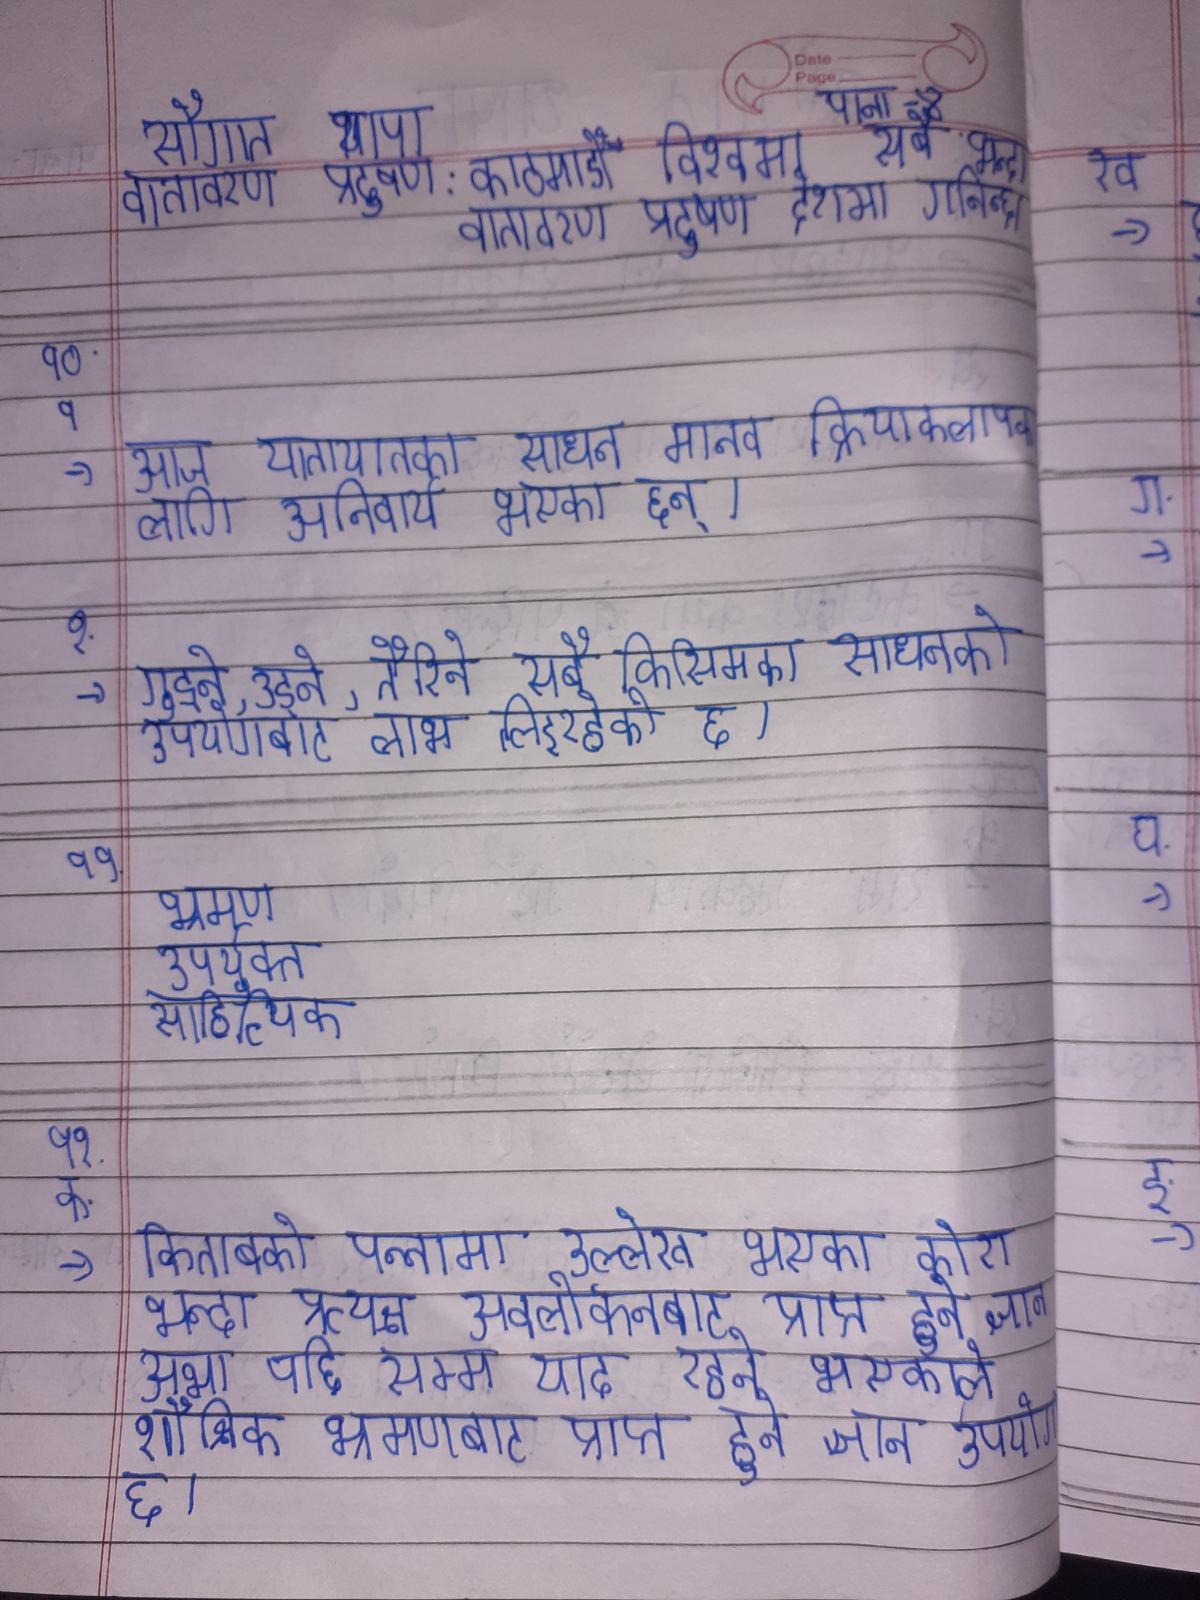 Date
Page
पाना
सौगात थापा
वातावरण प्रदुषण: काठमाडौं विश्वमा सबै भन्दा
वातावरण प्रदुषण देशमा गनिन्छ
१०.
१
→ आज यातायातका साधन मानव क्रियाकलापका
लागि अनिवार्य भएका छन् ।
२.
→ गुड्ने, उड्ने, तैरिने सबै किसिमका साधनको
उपयोगबाट लाभ लिइरहेको छ ।
११.
भ्रमण
उपर्युक्त
साहित्यिक
१२.
क.
→ किताबको पन्नामा उल्लेख भएका कोरा
भन्दा प्रत्यक्ष अवलोकनबाट प्राप्त हुने ज्ञान
अझा पछि सम्म याद रहने भएकाले
शौक्षिक भ्रमणबाट प्राप्त हुने ज्ञान उपयोग
छ ।
ख
→
ग.
→
घ.
→
ङ.
→